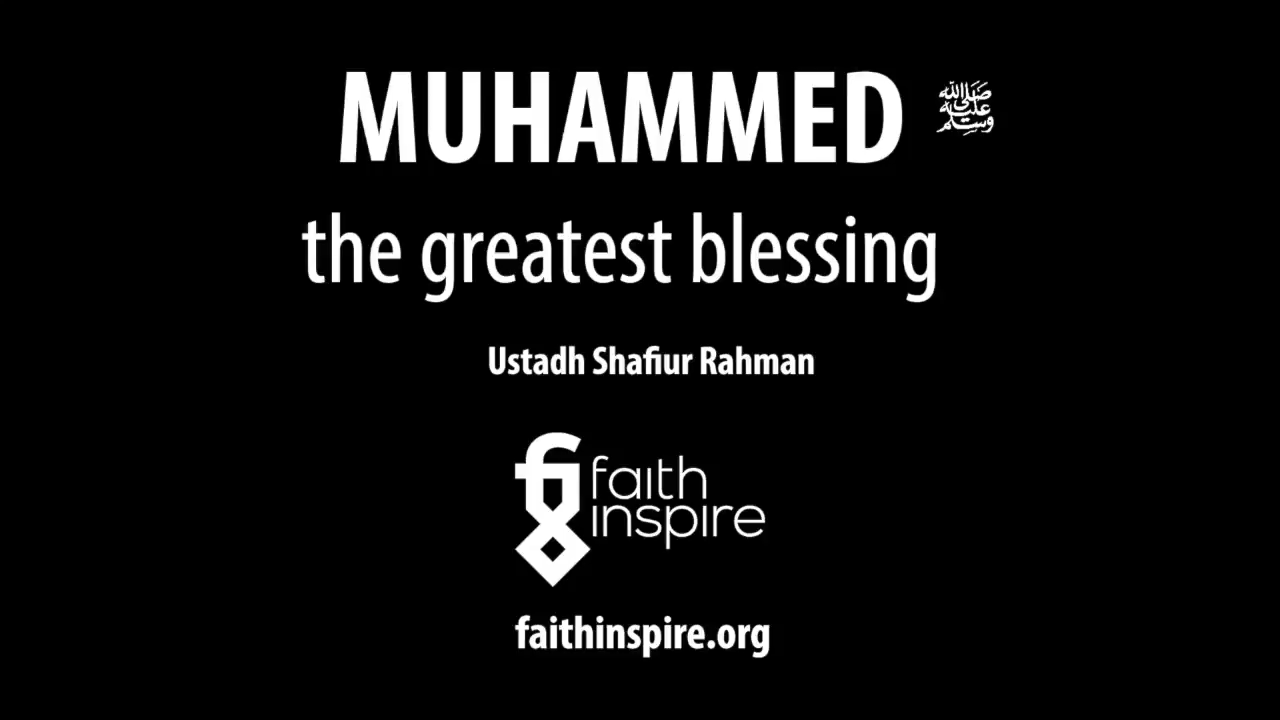 MUHAMMED صلى الله عليه وسلم
the greatest blessing
Ustadh Shafiur Rahman
faith
inspire
faithinspire.org